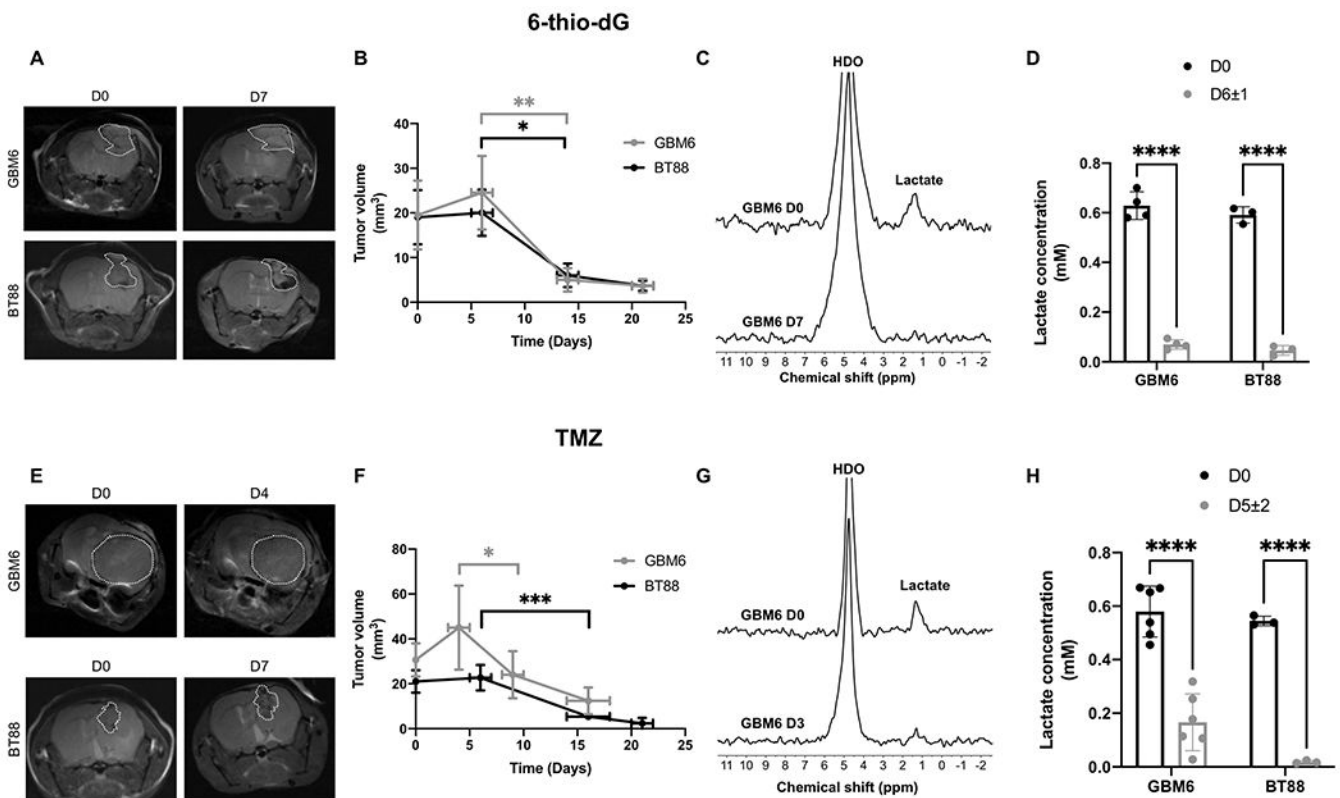 6-thio-dG
A
D0
D7
GBM6
BT88
B
Tumor volume
(mm³)
40
30
20
10
0
**
*
GBM6
BT88
0
5
10
15
20
25
Time (Days)
C
HDO
Lactate
GBM6 D0
GBM6 D7
11 10 9 8 7 6 5 4 3 2 1 0 -1 -2
Chemical shift (ppm)
D
D0
D6±1
**** ****
Lactate concentration
(mM)
0.8
0.6
0.4
0.2
0.0
GBM6
BT88
TMZ
E
D0
D4
GBM6
D0
D7
BT88
F
Tumor volume
(mm³)
80
60
40
20
0
*
***
GBM6
BT88
0
5
10
15
20
25
Time (Days)
G
HDO
Lactate
GBM6 D0
GBM6 D3
11 10 9 8 7 6 5 4 3 2 1 0 -1 -2
Chemical shift (ppm)
H
D0
D5±2
**** ****
Lactate concentration
(mM)
0.8
0.6
0.4
0.2
0.0
GBM6
BT88